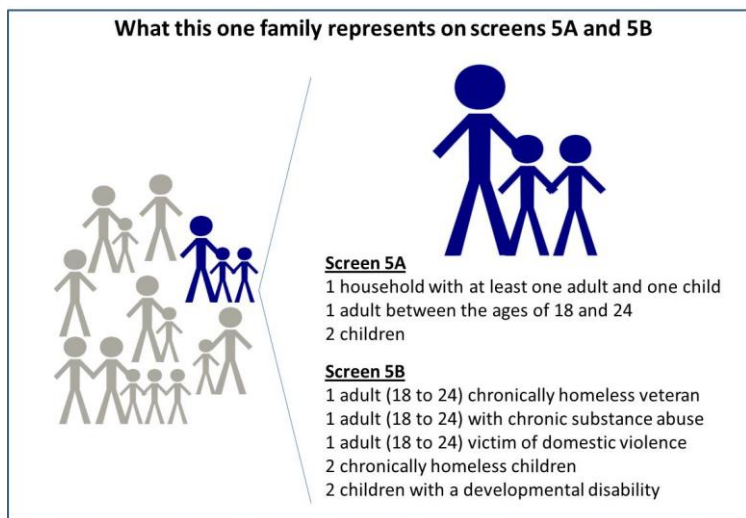 What this one family represents on screens 5A and 5B
Screen 5A
1 household with at least one adult and one child
1 adult between the ages of 18 and 24
2 children
Screen 5B
1 adult (18 to 24) chronically homeless veteran
1 adult (18 to 24) with chronic substance abuse
1 adult (18 to 24) victim of domestic violence
2 chronically homeless children
2 children with a developmental disability